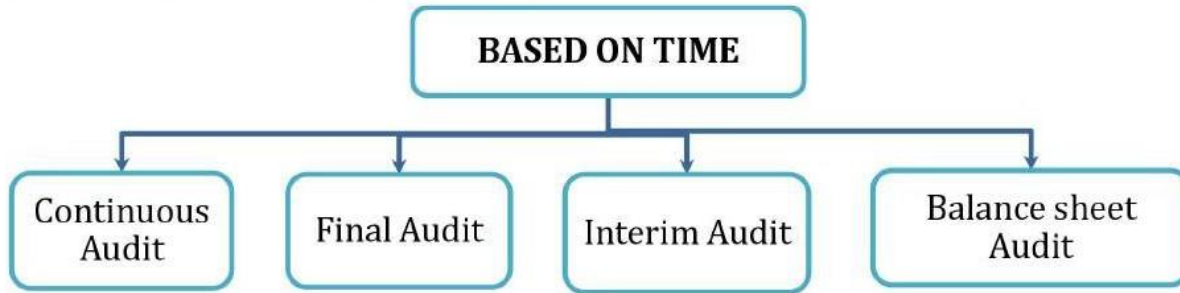 BASED ON TIME
Continuous
Audit
Final Audit
Interim Audit
Balance sheet
Audit